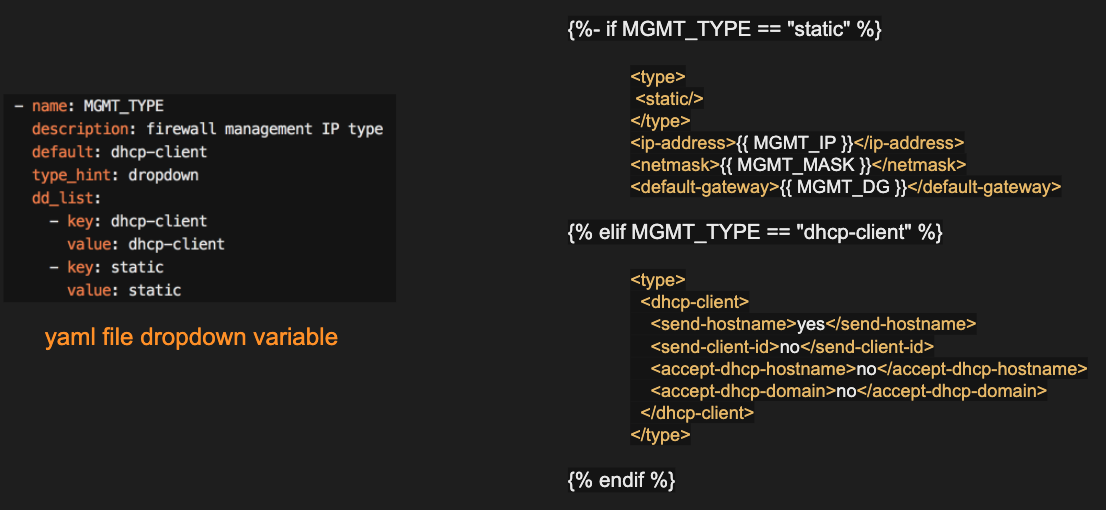 - name: MGMT_TYPE
  description: firewall management IP type
  default: dhcp-client
  type_hint: dropdown
  dd_list:
    - key: dhcp-client
      value: dhcp-client
    - key: static
      value: static
yaml file dropdown variable
{%- if MGMT_TYPE == "static" %}
<type>
 <static/>
</type>
<ip-address>{{ MGMT_IP }}</ip-address>
<netmask>{{ MGMT_MASK }}</netmask>
<default-gateway>{{ MGMT_DG }}</default-gateway>
{% elif MGMT_TYPE == "dhcp-client" %}
<type>
  <dhcp-client>
    <send-hostname>yes</send-hostname>
    <send-client-id>no</send-client-id>
    <accept-dhcp-hostname>no</accept-dhcp-hostname>
    <accept-dhcp-domain>no</accept-dhcp-domain>
  </dhcp-client>
</type>
{% endif %}